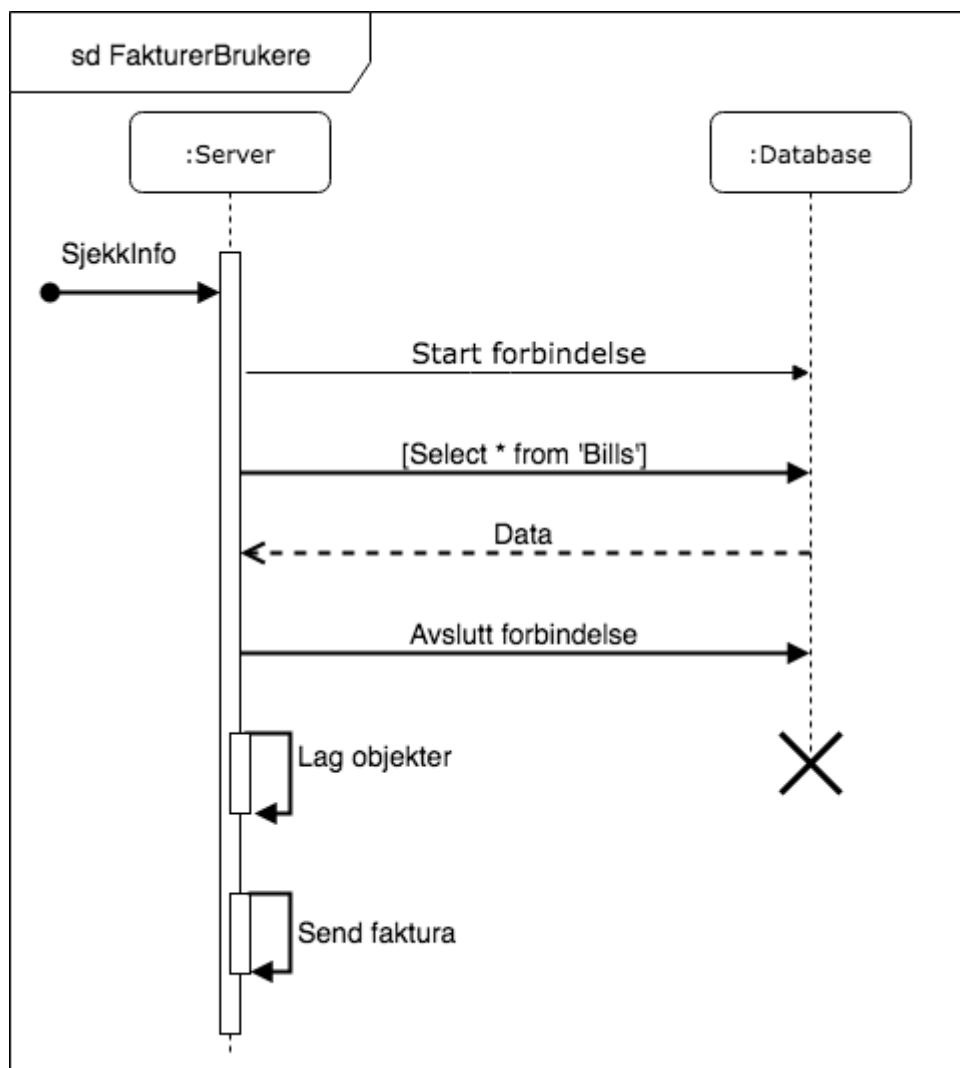 sd FakturerBrukere
:Server
:Database
SjekkInfo
Start forbindelse
[Select * from 'Bills']
Data
Avslutt forbindelse
Lag objekter
Send faktura